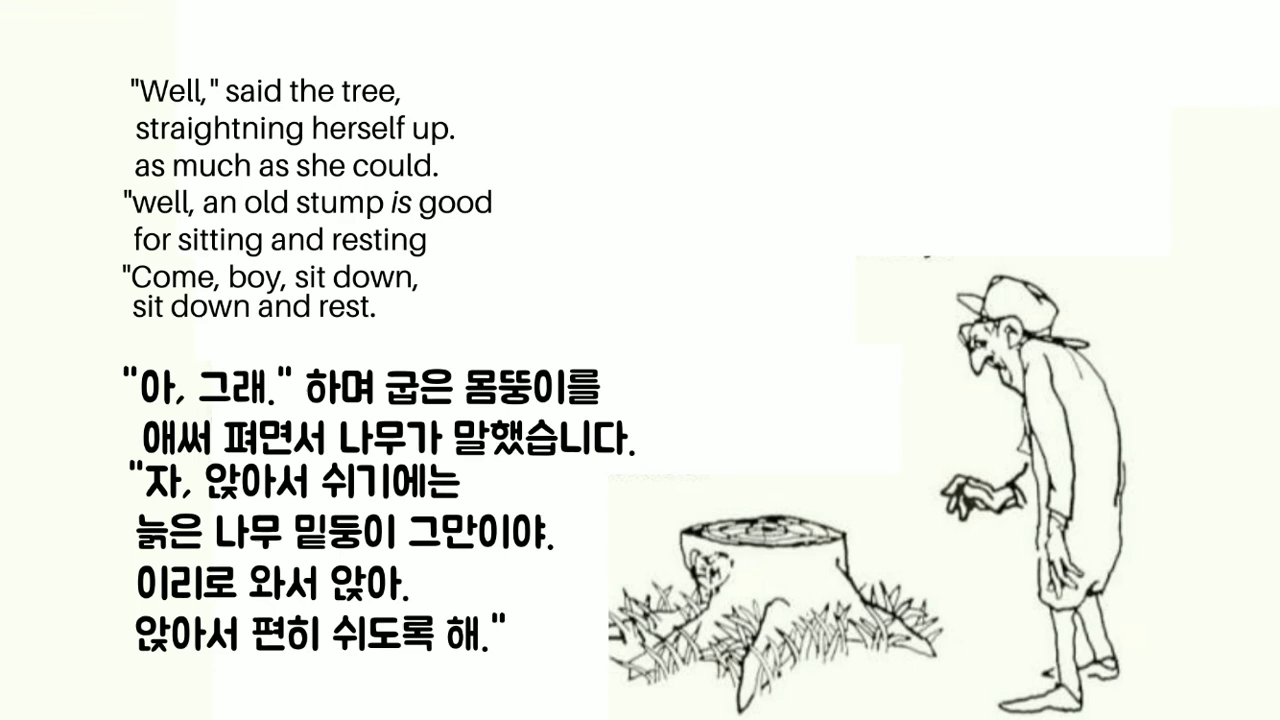 "Well," said the tree,
straightning herself up.
as much as she could.
"well, an old stump is good
for sitting and resting
"Come, boy, sit down,
sit down and rest.
"아, 그래." 하며 굽은 몸뚱이를
애써 펴면서 나무가 말했습니다.
"자, 앉아서 쉬기에는
늙은 나무 밑둥이 그만이야.
이리로 와서 앉아.
앉아서 편히 쉬도록 해."